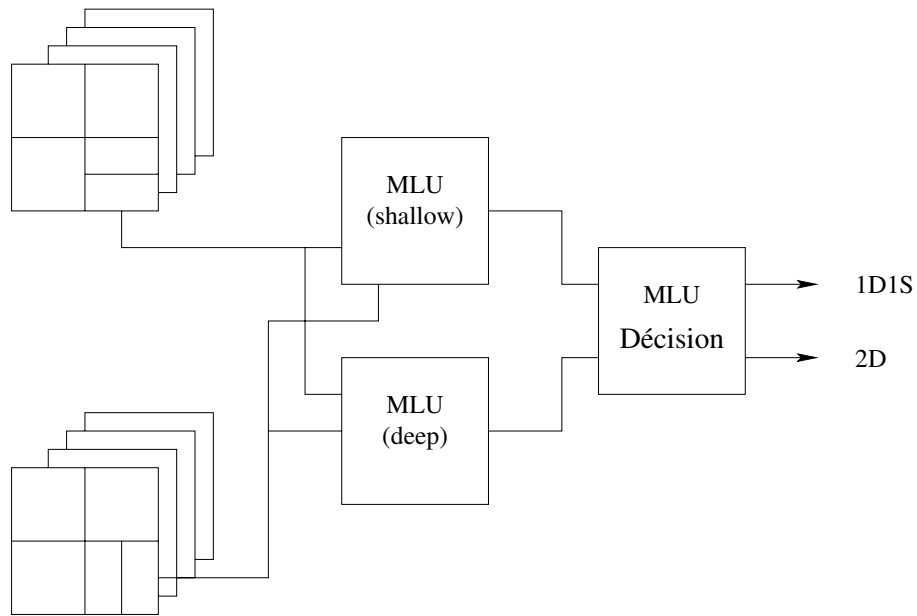 MLU
(shallow)
MLU
Décision
1D1S
2D
MLU
(deep)